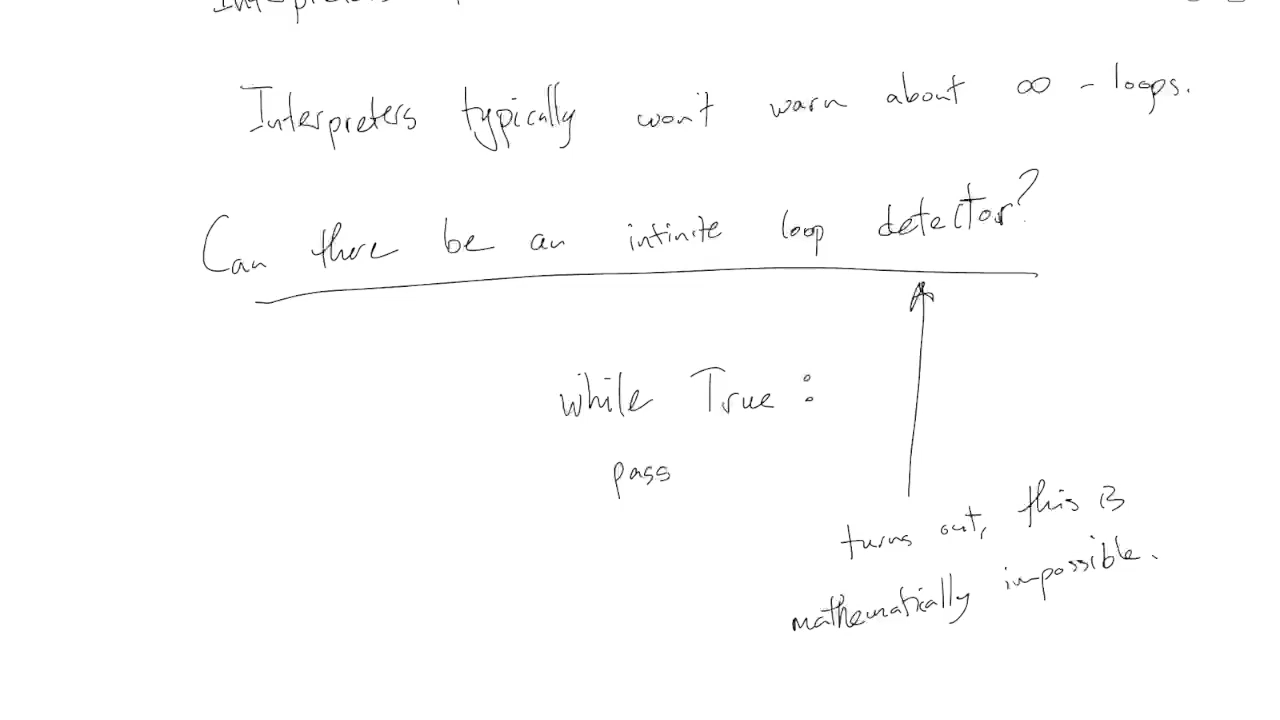 Interpreters
Interpreters typically won't warn about ∞ - loops.
Can there be an infinite loop detector?
while True :
pass
turns out, this is
mathematically impossible.